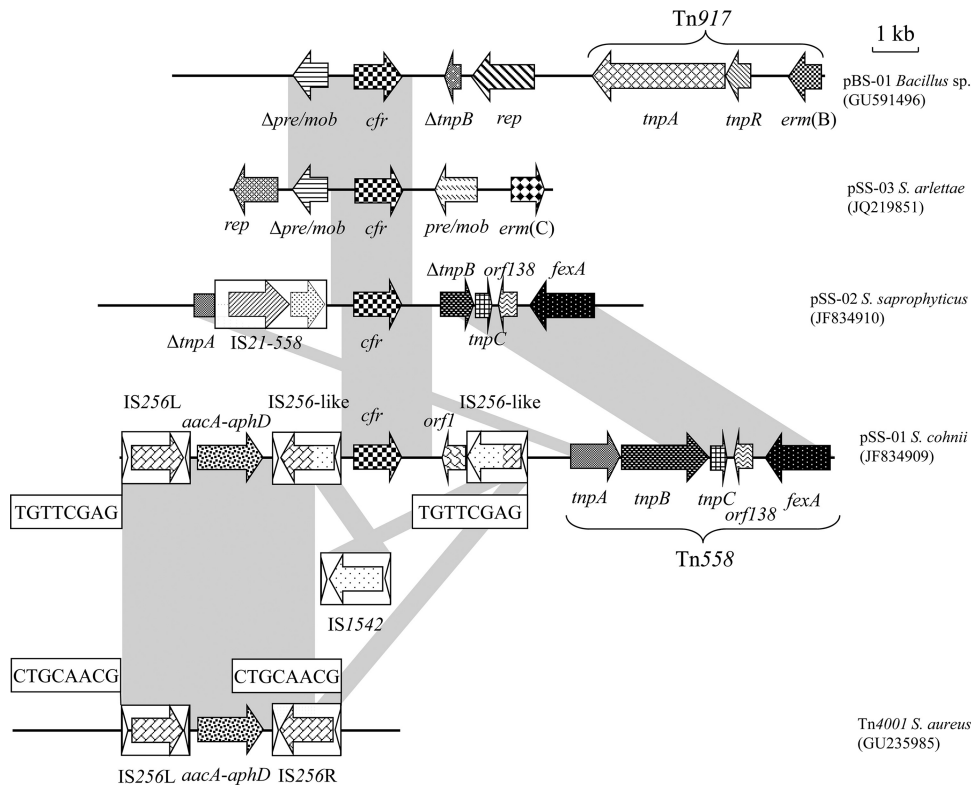 Tn917
1 kb
pBS-01 Bacillus sp.
(GU591496)
Δpre/mob cfr ΔtnpB rep tnpA tnpR erm(B)
pSS-03 S. arlettae
(JQ219851)
rep Δpre/mob cfr pre/mob erm(C)
ΔtnpB orf138 fexA
pSS-02 S. saprophyticus
(JF834910)
ΔtnpA IS21-558 cfr tnpC
IS256L aacA-aphD IS256-like cfr orf1 IS256-like
pSS-01 S. cohnii
(JF834909)
tnpA tnpB tnpC orf138 fexA
TGTTCGAG TGTTCGAG
Tn558
IS1542
CTGCAACG CTGCAACG
Tn4001 S. aureus
(GU235985)
IS256L aacA-aphD IS256R